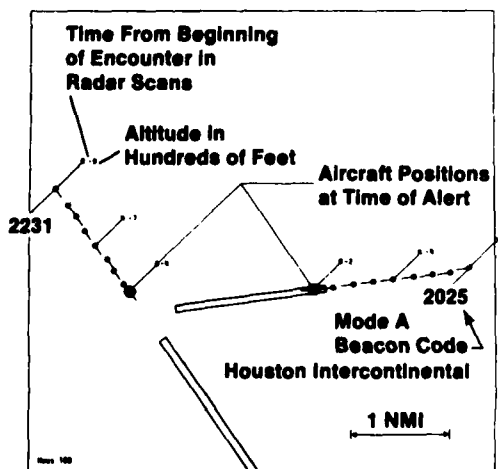 Time From Beginning
of Encounter in
Radar Scans
Altitude in
Hundreds of Feet
Aircraft Positions
at Time of Alert
2231
2025
Mode A
Beacon Code
Houston Intercontinental
1 NMI